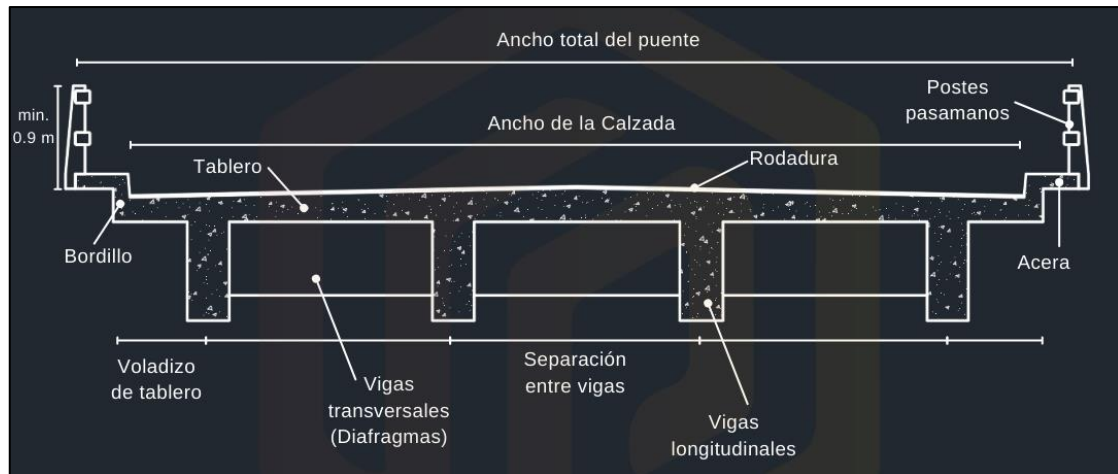 Ancho total del puente
min.
0.9 m
Postes
pasamanos
Ancho de la Calzada
Tablero
Rodadura
Bordillo
Acera
Voladizo
de tablero
Separación
entre vigas
Vigas
transversales
(Diafragmas)
Vigas
longitudinales